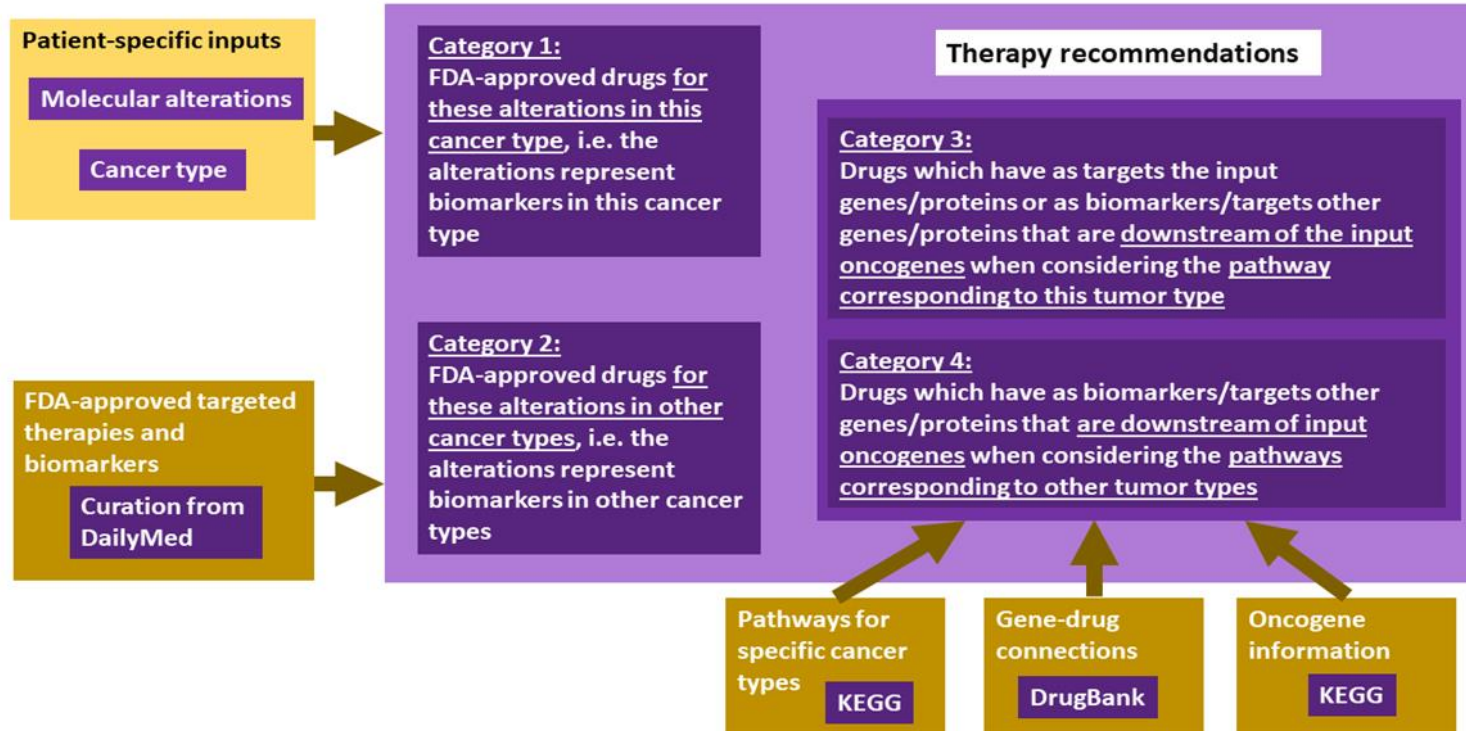 Patient-specific inputs
Molecular alterations
Cancer type
FDA-approved targeted
therapies and
biomarkers
Curation from
DailyMed
Category 1:
FDA-approved drugs for
these alterations in this
cancer type, i.e. the
alterations represent
biomarkers in this cancer
type
Category 2:
FDA-approved drugs for
these alterations in other
cancer types, i.e. the
alterations represent
biomarkers in other cancer
types
Therapy recommendations
Category 3:
Drugs which have as targets the input
genes/proteins or as biomarkers/targets other
genes/proteins that are downstream of the input
oncogenes when considering the pathway
corresponding to this tumor type
Category 4:
Drugs which have as biomarkers/targets other
genes/proteins that are downstream of input
oncogenes when considering the pathways
corresponding to other tumor types
Pathways for
specific cancer
types
KEGG
Gene-drug
connections
DrugBank
Oncogene
information
KEGG